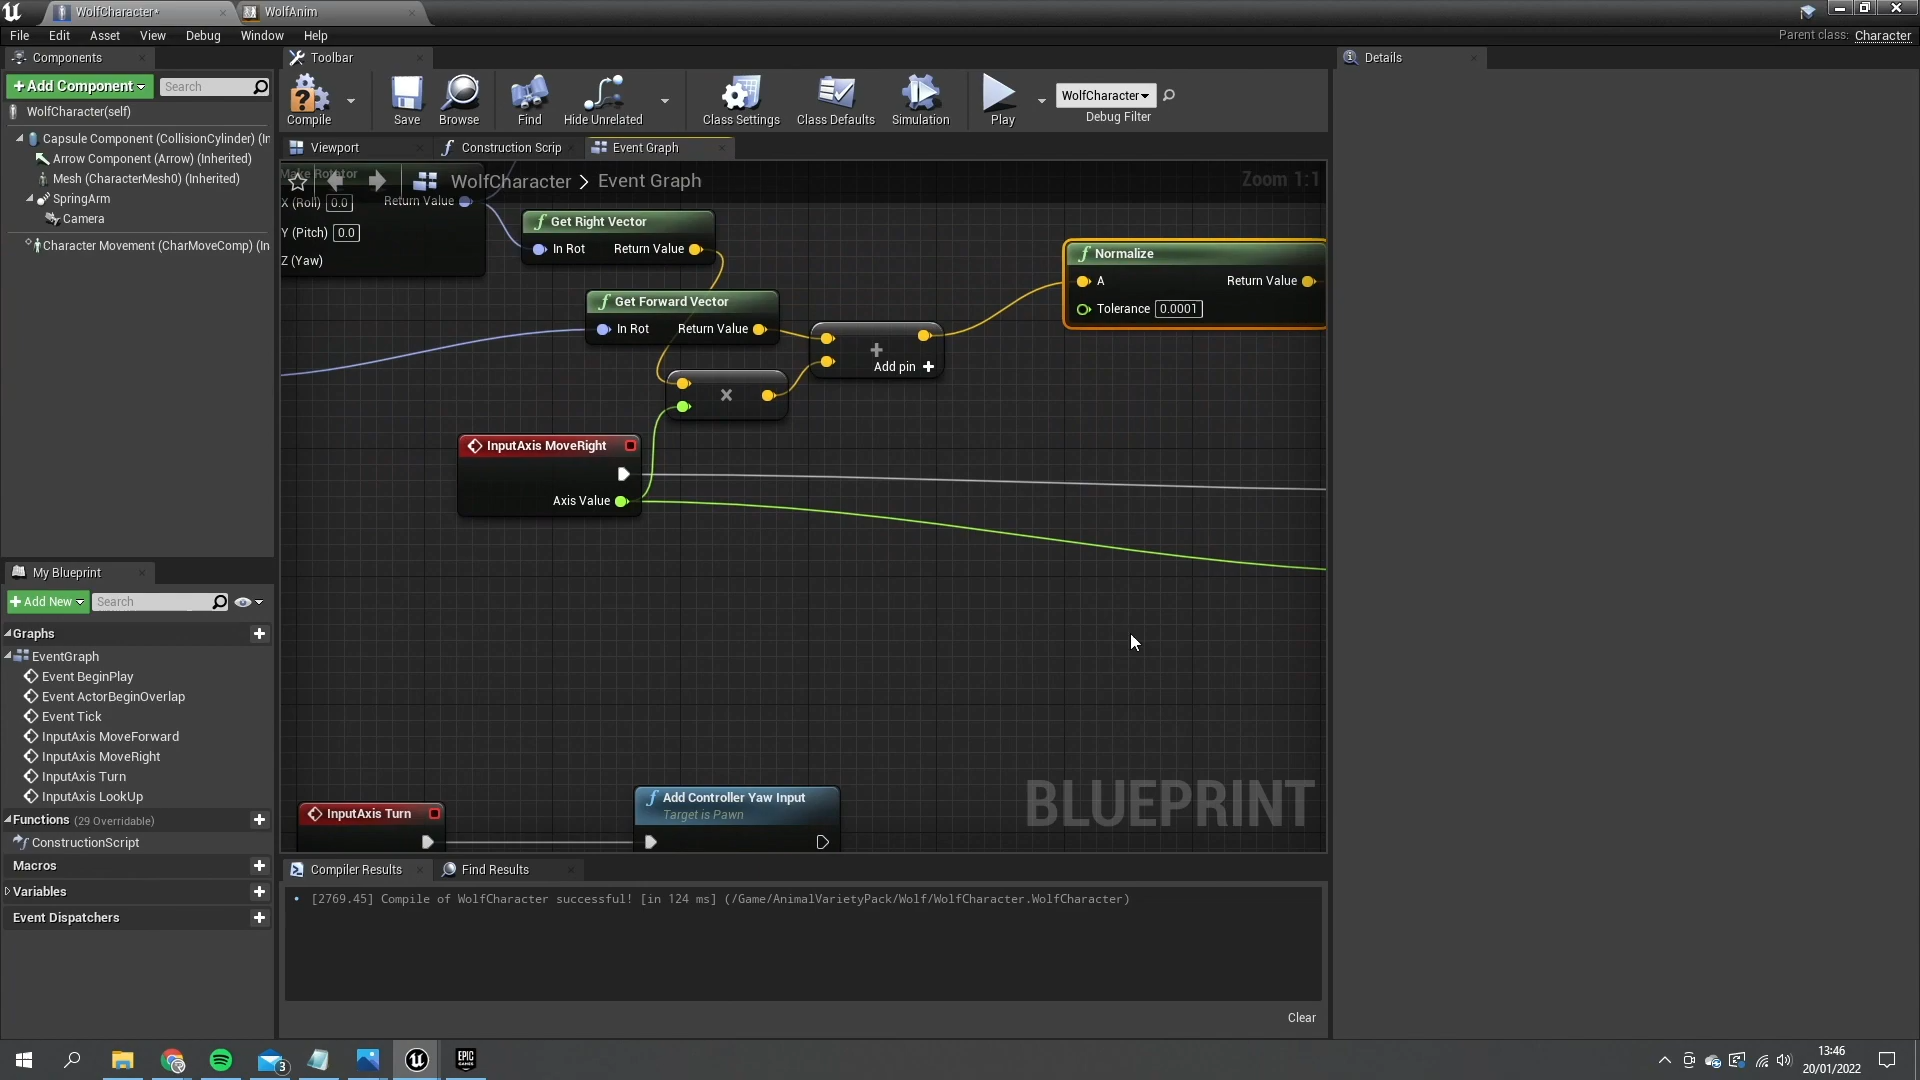 WolfCharacter*
WolfAnim
File Edit Asset View Debug Window Help
Parent class: Character
Components
Toolbar
Details
+Add Component
Search
Compile
Save
Browse
Find
Hide Unrelated
Class Settings
Class Defaults
Simulation
Play
WolfCharacter
Debug Filter
WolfCharacter(self)
Capsule Component (CollisionCylinder) (In
Arrow Component (Arrow) (Inherited)
Mesh (CharacterMesh0) (Inherited)
SpringArm
Camera
Character Movement (CharMoveComp) (In
Viewport
Construction Scrip
Event Graph
WolfCharacter > Event Graph
Zoom 1:1
Make Rotator
X (Roll) 0.0
Return Value
Y (Pitch) 0.0
Z (Yaw)
Get Right Vector
In Rot Return Value
Get Forward Vector
In Rot Return Value
Add pin +
Normalize
A Return Value
Tolerance 0.0001
InputAxis MoveRight
Axis Value
InputAxis Turn
Add Controller Yaw Input
Target is Pawn
BLUEPRINT
My Blueprint
+Add New
Search
Graphs
EventGraph
Event BeginPlay
Event ActorBeginOverlap
Event Tick
InputAxis MoveForward
InputAxis MoveRight
InputAxis Turn
InputAxis LookUp
Functions (29 Overridable)
ConstructionScript
Macros
Variables
Event Dispatchers
Compiler Results
Find Results
[2769.45] Compile of WolfCharacter successful! [in 124 ms] (/Game/AnimalVarietyPack/Wolf/WolfCharacter.WolfCharacter)
Clear
3
EPIC
GAMES
13:46
20/01/2022